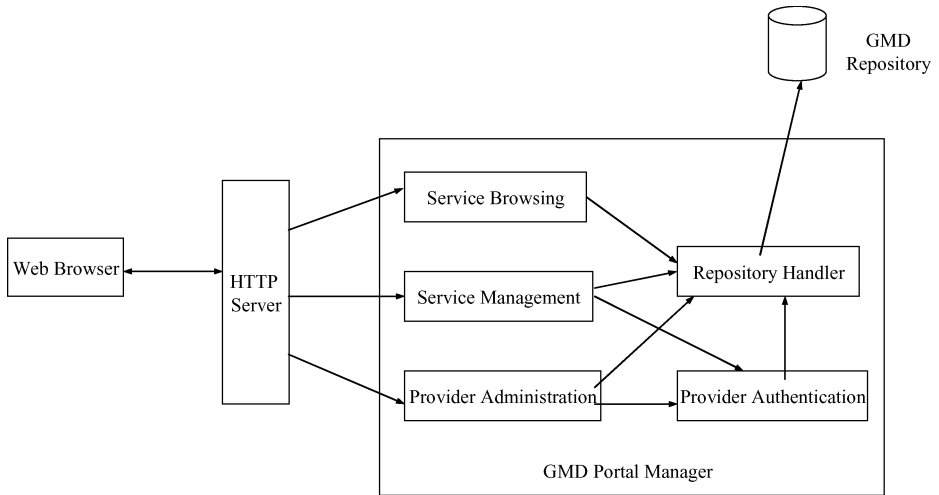 GMD
Repository
Service Browsing
Web Browser
HTTP
Server
Repository Handler
Service Management
Provider Administration
Provider Authentication
GMD Portal Manager